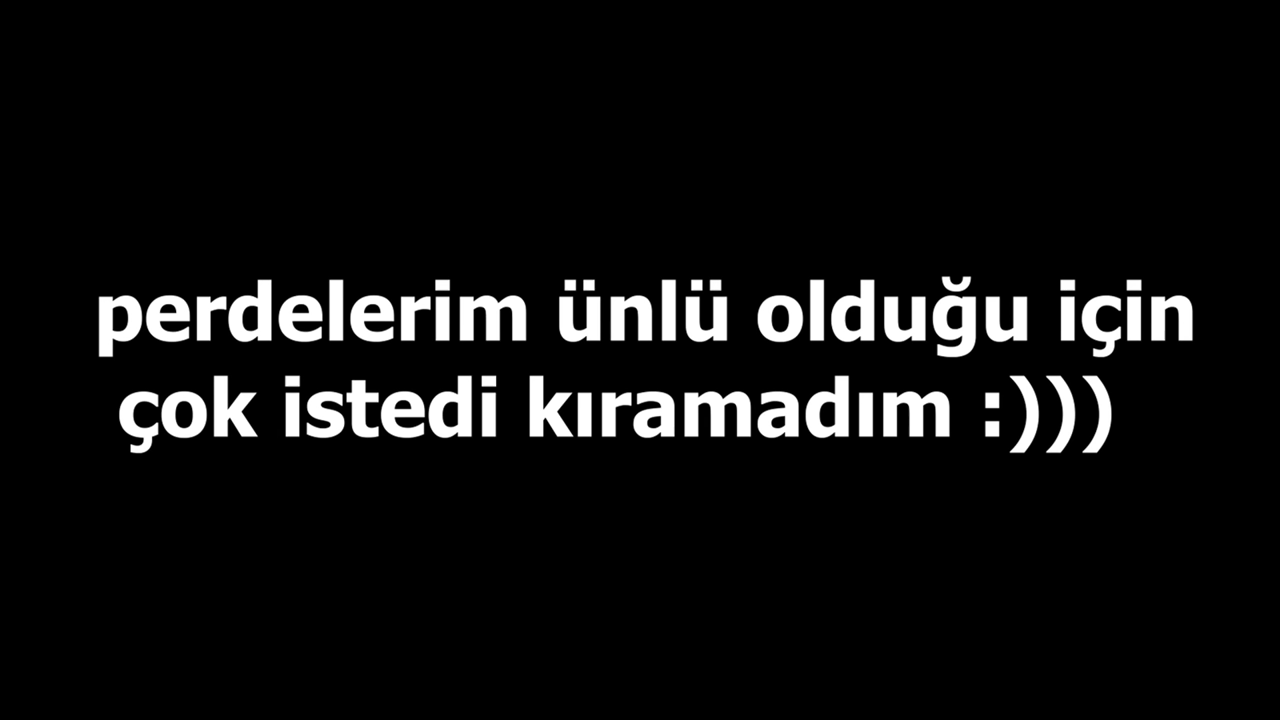 perdelerim ünlü olduğu için
çok istedi kıramadım :)))